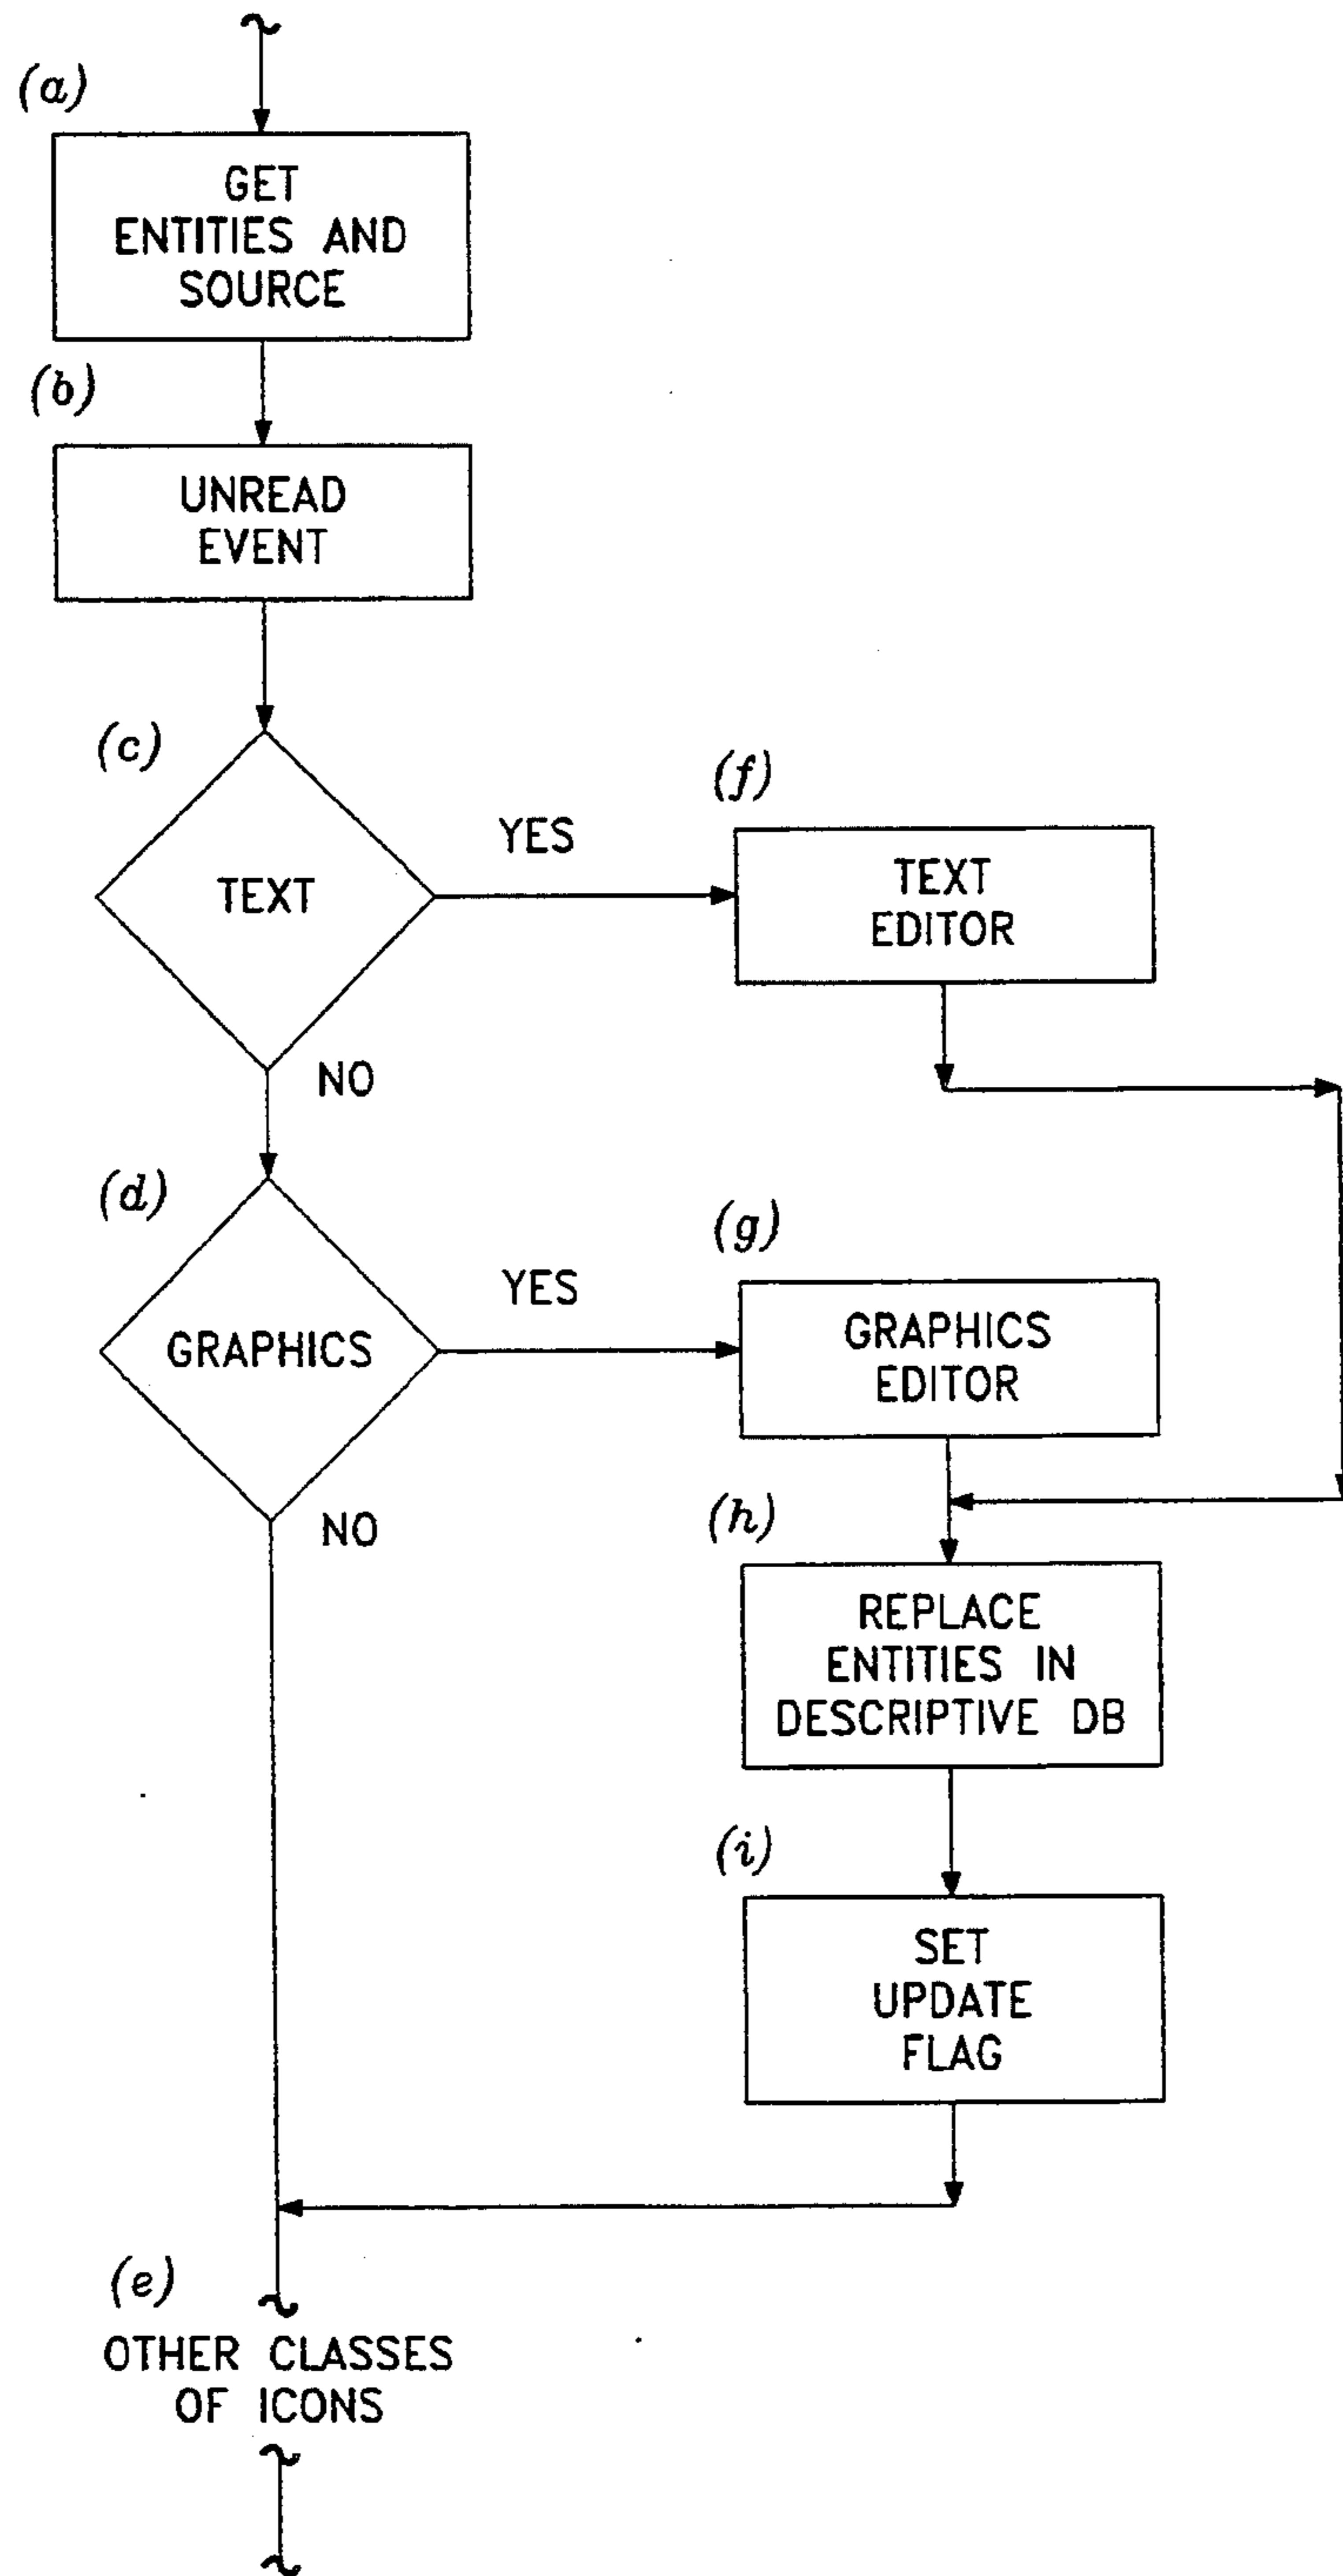 (a)
GET
ENTITIES AND
SOURCE
(b)
UNREAD
EVENT
(c)
TEXT
YES
NO
(f)
TEXT
EDITOR
(d)
GRAPHICS
YES
NO
(g)
GRAPHICS
EDITOR
(h)
REPLACE
ENTITIES IN
DESCRIPTIVE DB
(i)
SET
UPDATE
FLAG
(e)
OTHER CLASSES
OF ICONS